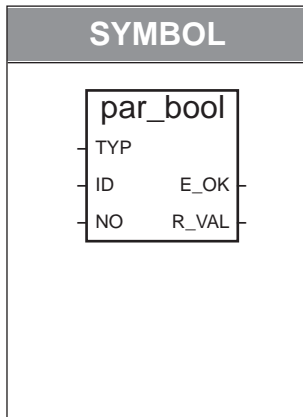 SYMBOL
par_bool
TYP
ID E_OK
NO R_VAL